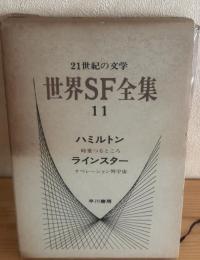 21世紀の文学
世界SF全集
11
ハミルトン
時果つるところ
ラインスター
オペレーション外宇宙
早川書房